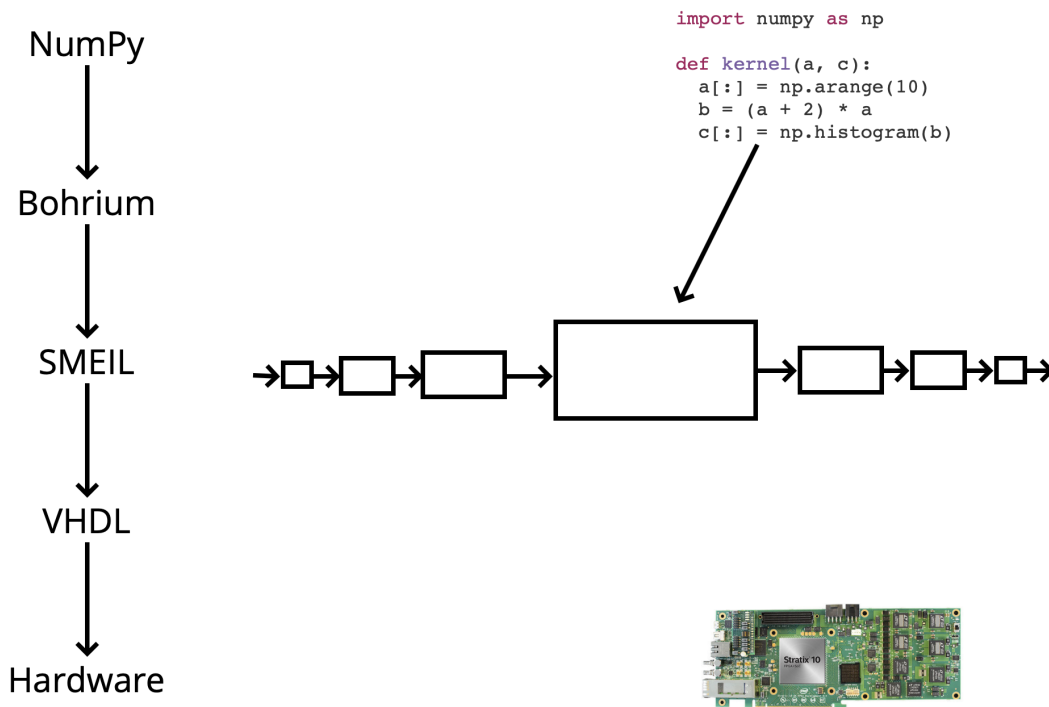 NumPy
Bohrium
SMEIL
VHDL
Hardware
import numpy as np
def kernel(a, c):
  a[:] = np.arange(10)
  b = (a + 2) * a
  c[:] = np.histogram(b)
Stratix 10